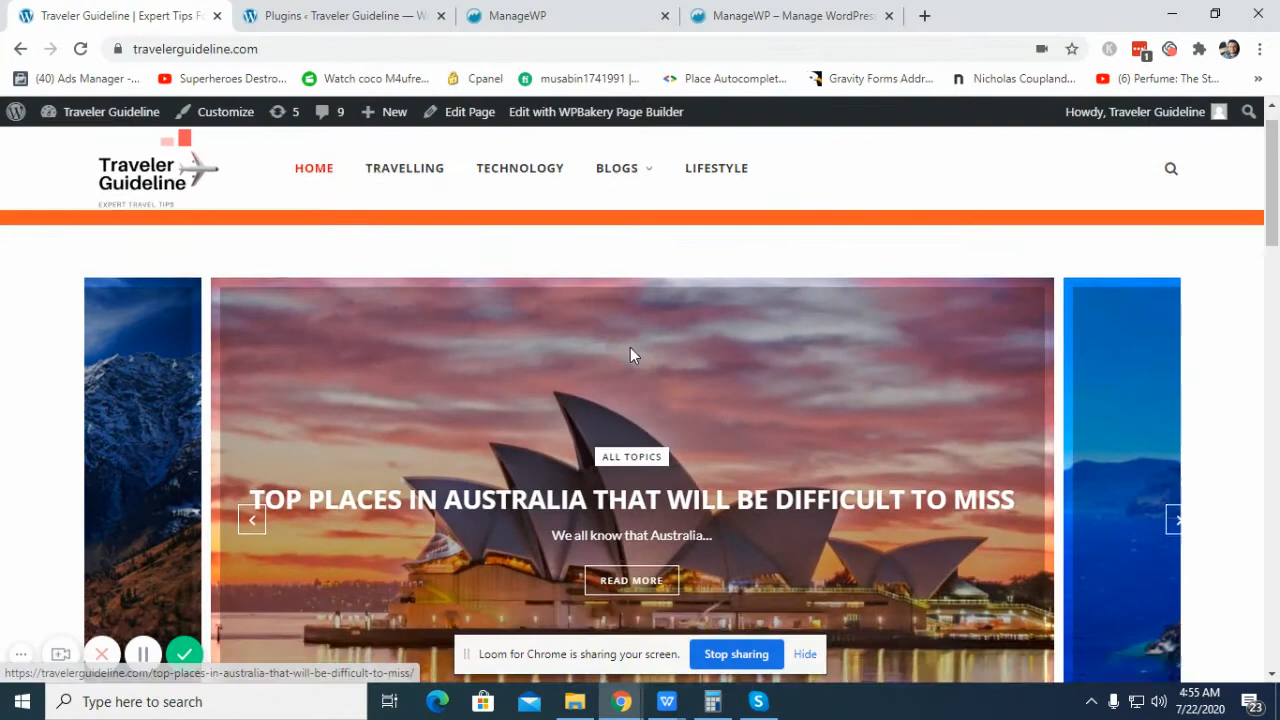 Traveler Guideline | Expert Tips F
Plugins ‹ Traveler Guideline — W
ManageWP
ManageWP – Manage WordPress
travelerguideline.com
1
(40) Ads Manager -...
Superheroes Destro...
Watch coco M4ufre...
Cpanel
musabin1741991 |...
Place Autocomplet...
Gravity Forms Addr...
Nicholas Coupland...
(6) Perfume: The St...
Traveler Guideline
Customize
5
9
New
Edit Page
Edit with WPBakery Page Builder
Howdy, Traveler Guideline
Traveler
Guideline
EXPERT TRAVEL TIPS
HOME
TRAVELLING
TECHNOLOGY
BLOGS
LIFESTYLE
ALL TOPICS
TOP PLACES IN AUSTRALIA THAT WILL BE DIFFICULT TO MISS
We all know that Australia...
READ MORE
Loom for Chrome is sharing your screen.
Stop sharing
Hide
https://travelerguideline.com/top-places-in-australia-that-will-be-difficult-to-miss/
Type here to search
4:55 AM
7/22/2020
23